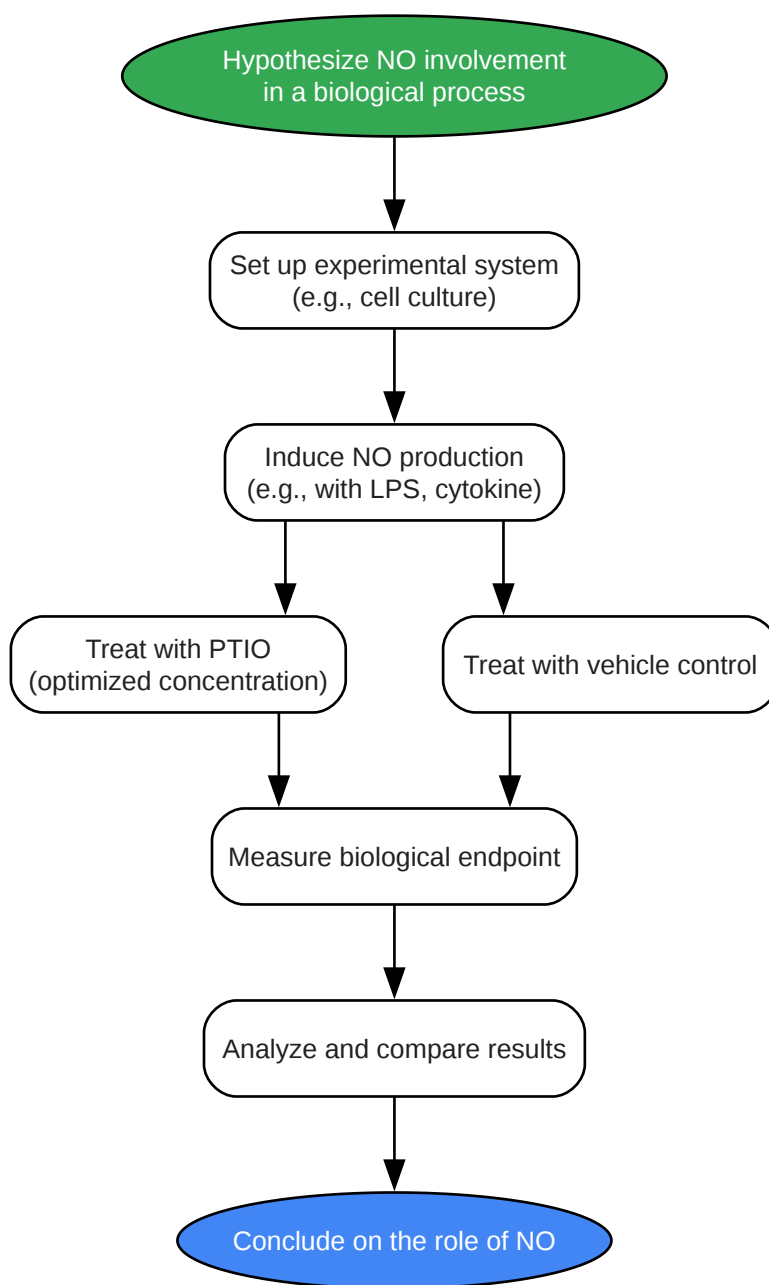 Hypothesize NO involvement
in a biological process
Set up experimental system
(e.g., cell culture)
Induce NO production
(e.g., with LPS, cytokine)
Treat with PTIO
(optimized concentration)
Treat with vehicle control
Measure biological endpoint
Analyze and compare results
Conclude on the role of NO